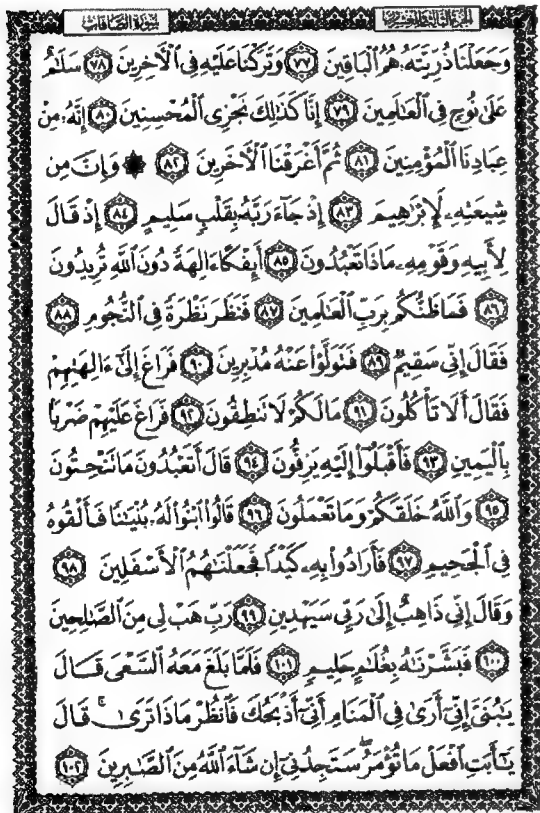 الجزء الثالث والعشرون
سورة الصافات
وَجَعَلْنَا ذُرِّيَّتَهُۥ هُمُ ٱلْبَاقِينَ ٧٧ وَتَرَكْنَا عَلَيْهِ فِى ٱلْأَخِرِينَ ٧٨ سَلَـٰمٌ
عَلَىٰ نُوحٍ فِى ٱلْعَـٰلَمِينَ ٧٩ إِنَّا كَذَٰلِكَ نَجْزِى ٱلْمُحْسِنِينَ ٨٠ إِنَّهُۥ مِنْ
عِبَادِنَا ٱلْمُؤْمِنِينَ ٨١ ثُمَّ أَغْرَقْنَا ٱلْأَخَرِينَ ٨٢ ۞ وَإِنَّ مِن
شِيعَتِهِۦ لَإِبْرَٰهِيمَ ٨٣ إِذْ جَآءَ رَبَّهُۥ بِقَلْبٍ سَلِيمٍ ٨٤ إِذْ قَالَ
لِأَبِيهِ وَقَوْمِهِۦ مَاذَا تَعْبُدُونَ ٨٥ أَئِفْكًا ءَالِهَةً دُونَ ٱللَّهِ تُرِيدُونَ
٨٦ فَمَا ظَنُّكُم بِرَبِّ ٱلْعَـٰلَمِينَ ٨٧ فَنَظَرَ نَظْرَةً فِى ٱلنُّجُومِ ٨٨
فَقَالَ إِنِّى سَقِيمٌ ٨٩ فَتَوَلَّوْا۟ عَنْهُ مُدْبِرِينَ ٩٠ فَرَاغَ إِلَىٰٓ ءَالِهَتِهِمْ
فَقَالَ أَلَا تَأْكُلُونَ ٩١ مَا لَكُمْ لَا تَنطِقُونَ ٩٢ فَرَاغَ عَلَيْهِمْ ضَرْبًۢا
بِٱلْيَمِينِ ٩٣ فَأَقْبَلُوٓا۟ إِلَيْهِ يَزِفُّونَ ٩٤ قَالَ أَتَعْبُدُونَ مَا تَنْحِتُونَ
٩٥ وَٱللَّهُ خَلَقَكُمْ وَمَا تَعْمَلُونَ ٩٦ قَالُوا۟ ٱبْنُوا۟ لَهُۥ بُنْيَـٰنًا فَأَلْقُوهُ
فِى ٱلْجَحِيمِ ٩٧ فَأَرَادُوا۟ بِهِۦ كَيْدًا فَجَعَلْنَـٰهُمُ ٱلْأَسْفَلِينَ ٩٨
وَقَالَ إِنِّى ذَاهِبٌ إِلَىٰ رَبِّى سَيَهْدِينِ ٩٩ رَبِّ هَبْ لِى مِنَ ٱلصَّـٰلِحِينَ
١٠٠ فَبَشَّرْنَـٰهُ بِغُلَـٰمٍ حَلِيمٍ ١٠١ فَلَمَّا بَلَغَ مَعَهُ ٱلسَّعْىَ قَالَ
يَـٰبُنَىَّ إِنِّىٓ أَرَىٰ فِى ٱلْمَنَامِ أَنِّىٓ أَذْبَحُكَ فَٱنظُرْ مَاذَا تَرَىٰ ۚ قَالَ
يَـٰٓأَبَتِ ٱفْعَلْ مَا تُؤْمَرُ ۖ سَتَجِدُنِىٓ إِن شَآءَ ٱللَّهُ مِنَ ٱلصَّـٰبِرِينَ ١٠٢